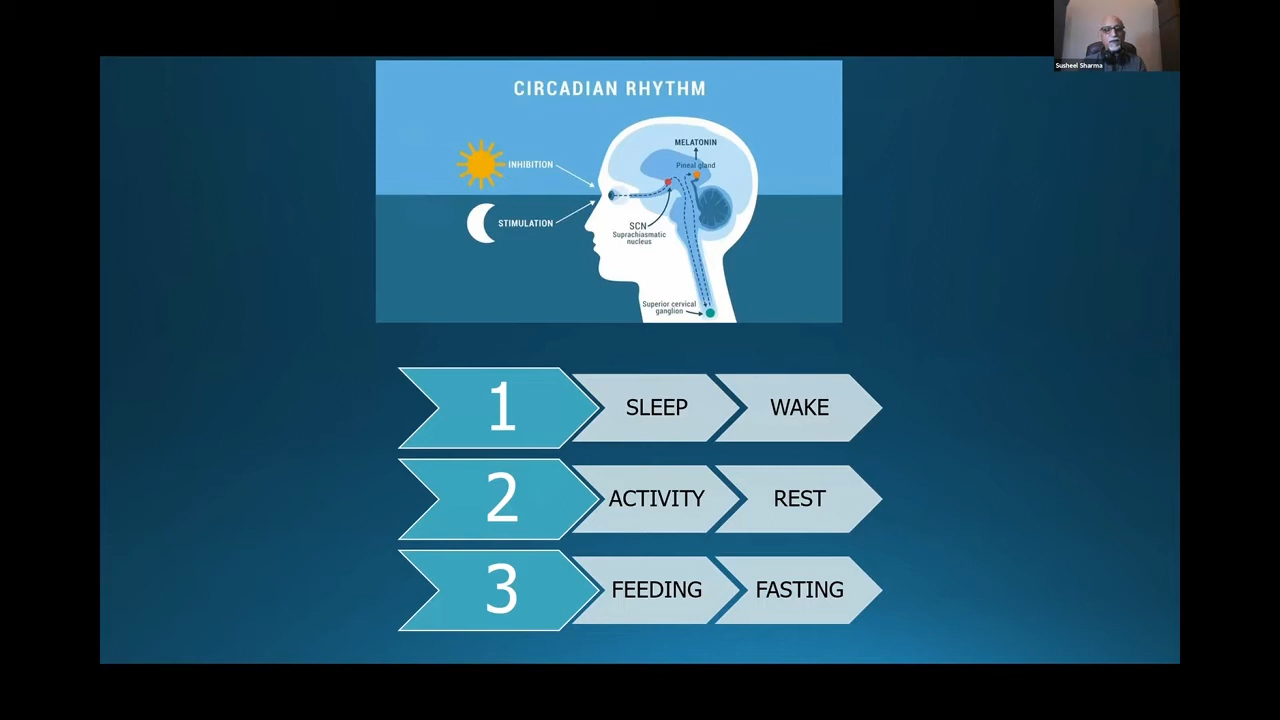 Susheel Sharma
CIRCADIAN RHYTHM
MELATONIN
Pineal gland
INHIBITION
STIMULATION
SCN
Suprachiasmatic
nucleus
Superior cervical
ganglion
1 SLEEP WAKE
2 ACTIVITY REST
3 FEEDING FASTING